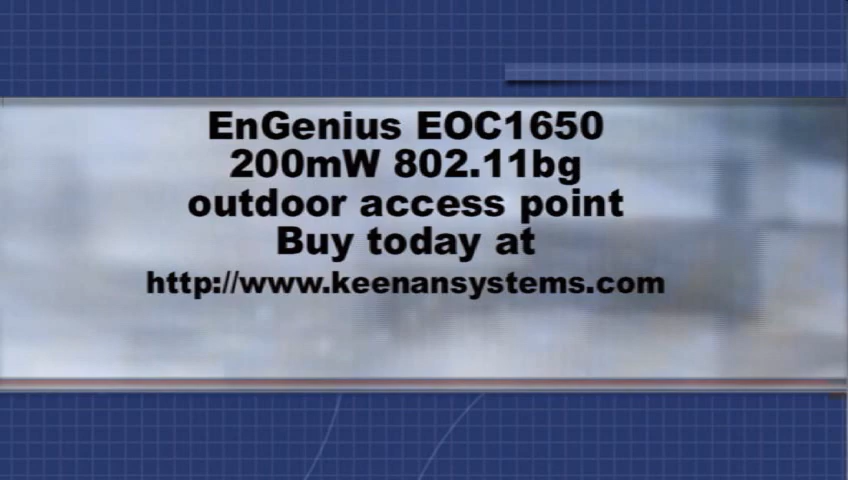 EnGenius EOC1650
200mW 802.11bg
outdoor access point
Buy today at
http://www.keenansystems.com